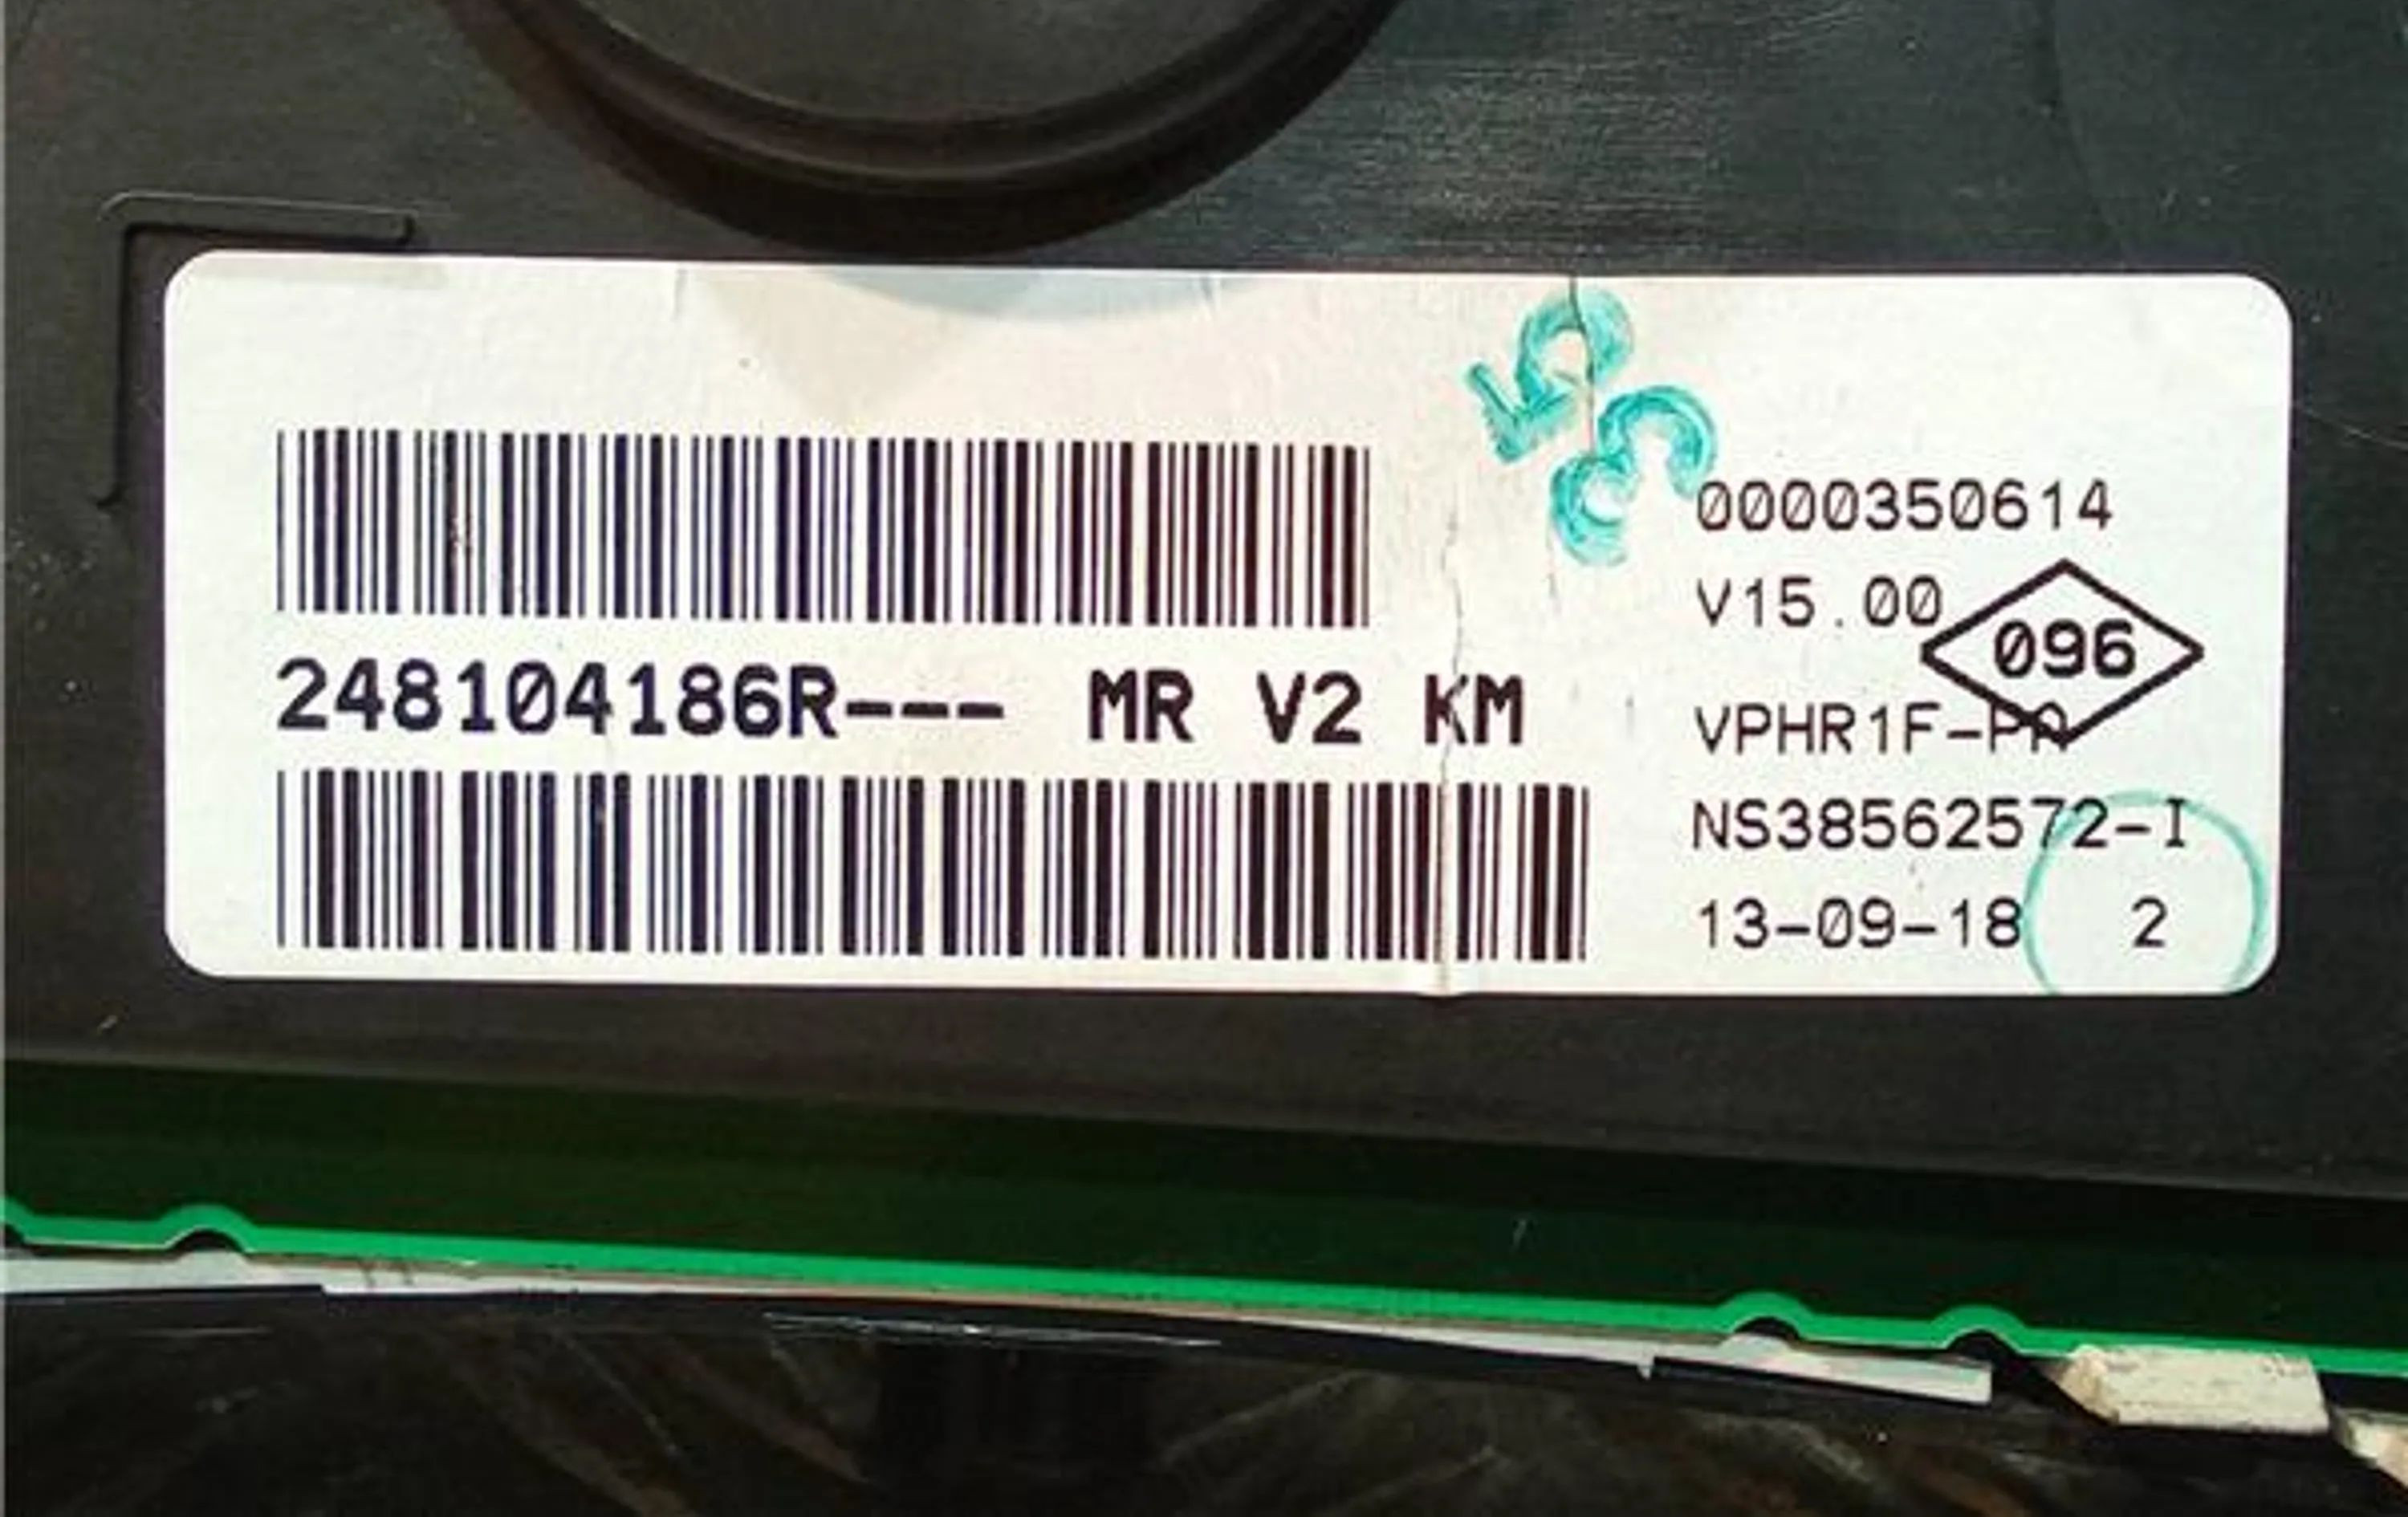 0000350614
V15.00
096
248104186R--- MR V2 KM
VPHR1F-PA
NS38562572-I
13-09-18 2